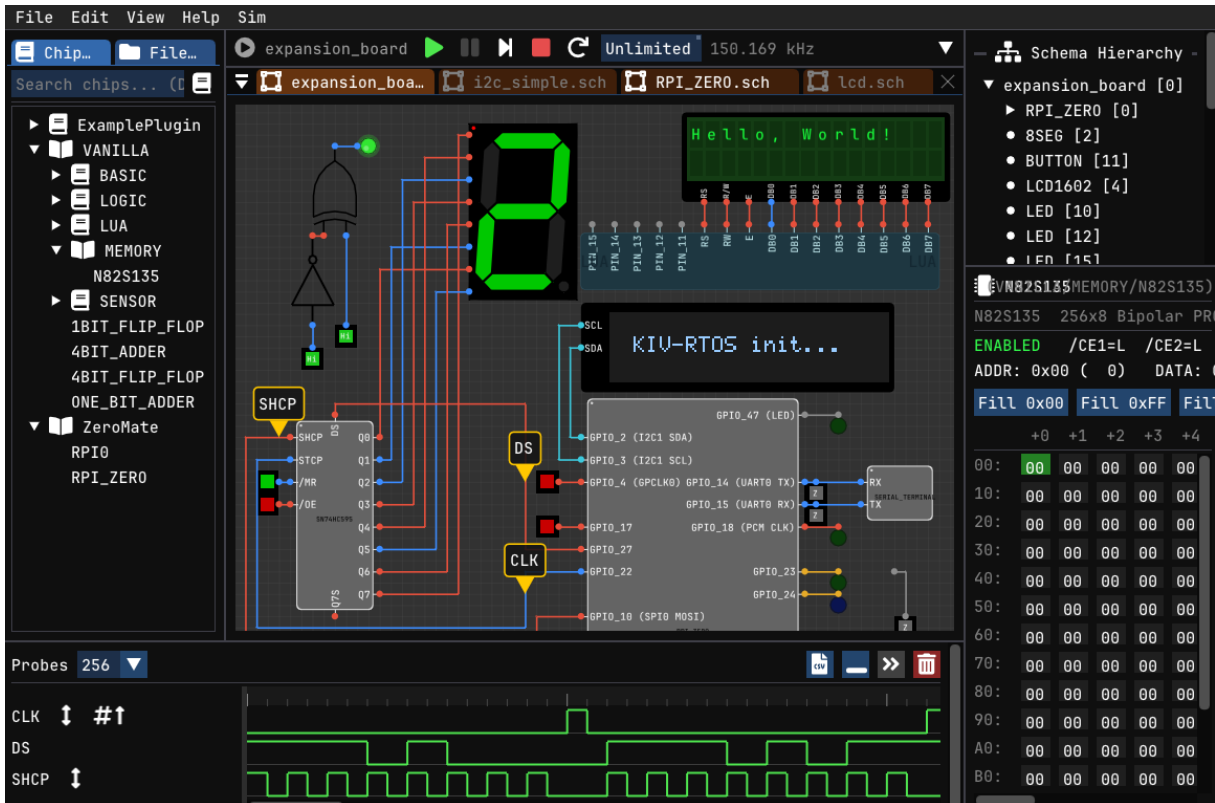 File Edit View Help Sim
Chip… File…
Search chips...
ExamplePlugin
VANILLA
BASIC
LOGIC
LUA
MEMORY
N82S135
SENSOR
1BIT_FLIP_FLOP
4BIT_ADDER
4BIT_FLIP_FLOP
ONE_BIT_ADDER
ZeroMate
RPI0
RPI_ZERO
expansion_board Unlimited 150.169 kHz
expansion_boa… i2c_simple.sch RPI_ZERO.sch lcd.sch
Hi
Hi
2
Hello, World!
RS R/W E DB0 DB1 DB2 DB3 DB4 DB5 DB6 DB7
PIN_15 PIN_14 PIN_13 PIN_12 PIN_11 RS RW E DB0 DB1 DB2 DB3 DB4 DB5 DB6 DB7
LUA
SCL
SDA
KIV-RTOS init...
SHCP
DS
CLK
DS
SHCP Q0
STCP Q1
/MR Q2
/OE Q3
SN74HC595
Q4
Q5
Q6
Q7
Q7S
GPIO_47 (LED)
GPIO_2 (I2C1 SDA)
GPIO_3 (I2C1 SCL)
GPIO_4 (GPCLK0) GPIO_14 (UART0 TX)
GPIO_15 (UART0 RX)
GPIO_17 GPIO_18 (PCM CLK)
GPIO_27
GPIO_22 GPIO_23
GPIO_24
GPIO_10 (SPI0 MOSI)
Z
Z
RX
SERIAL_TERMINAL
TX
Z
Schema Hierarchy
expansion_board [0]
RPI_ZERO [0]
8SEG [2]
BUTTON [11]
LCD1602 [4]
LED [10]
LED [12]
LED [15]
N82S135 /MEMORY/N82S135)
N82S135 256x8 Bipolar PR
ENABLED /CE1=L /CE2=L
ADDR: 0x00 ( 0) DATA:
Fill 0x00 Fill 0xFF Fill
+0 +1 +2 +3 +4
00: 00 00 00 00 00
10: 00 00 00 00 00
20: 00 00 00 00 00
30: 00 00 00 00 00
40: 00 00 00 00 00
50: 00 00 00 00 00
60: 00 00 00 00 00
70: 00 00 00 00 00
80: 00 00 00 00 00
90: 00 00 00 00 00
A0: 00 00 00 00 00
B0: 00 00 00 00 00
Probes 256
CSV
CLK
DS
SHCP